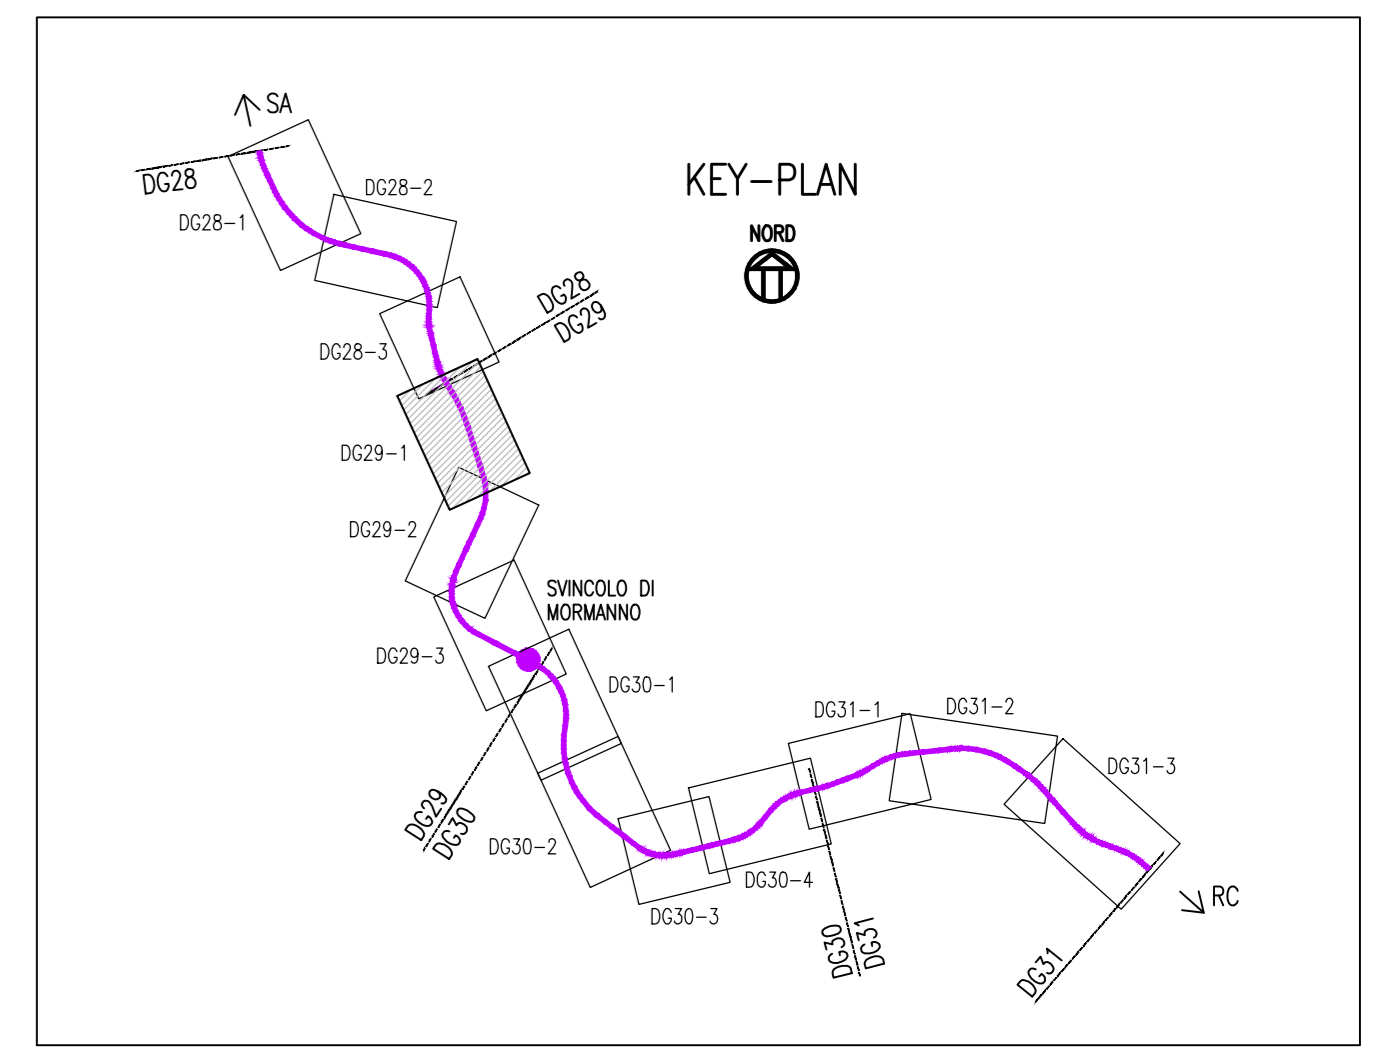 SA
DG28
DG28-1
DG28-2
KEY-PLAN
NORD
DG28
DG29
DG28-3
DG29-1
DG29-2
SVINCOLO DI
MORMANNO
DG29-3
DG30-1
DG31-1
DG31-2
DG31-3
DG29
DG30
DG30-2
DG30-4
DG30-3
RC
DG30
DG31
DG31